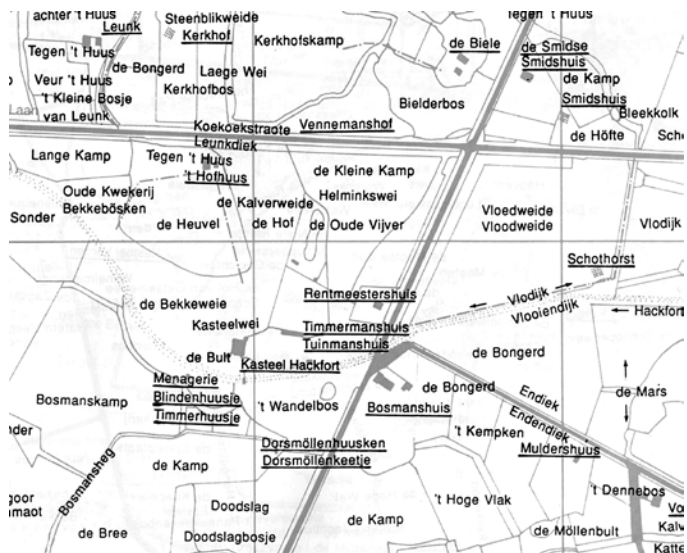 achter 't Huus
Leunk
Steenblikweide
Kerkhof
Kerkhofskamp
Tegen 't Huus
de Biele
de Smidse
Smidshuis
Tegen 't Huus
de Bongerd
Laege Wei
Kerkhofbos
de Kamp
Veur 't Huus
't Kleine Bosje
van Leunk
Bielderbos
Smidshuis
Bleekkolk
Laan
Koekoekstraote
Vennemanshof
Leunkdiek
de Höfte
Lange Kamp
Tegen 't Huus
't Hofhuus
de Kleine Kamp
Oude Kwekerij
Bekkebösken
Helminkswei
Sonder
de Kalverweide
de Heuvel
de Hof
de Oude Vijver
Vloedweide
Vloodweide
Vlodijk
Schothorst
Rentmeestershuis
de Bekkeweie
Vlodijk
Vlooiendijk
Hackfort
Kasteelwei
Timmermanshuis
Tuinmanshuis
de Bult
Kasteel Hackfort
de Bongerd
Menagerie
Blindenhuusje
Timmerhuusje
de Bongerd
Endiek
de Mars
Bosmanskamp
't Wandelbos
Bosmanshuis
't Kempken
Endendiek
Muldershuus
Dorsmöllenhuusken
Dorsmöllenkeetje
Bosmansheg
de Kamp
't Dennebos
't Hoge Vlak
Doodslag
Doodslagbosje
de Kamp
de Bree
de Möllenbult